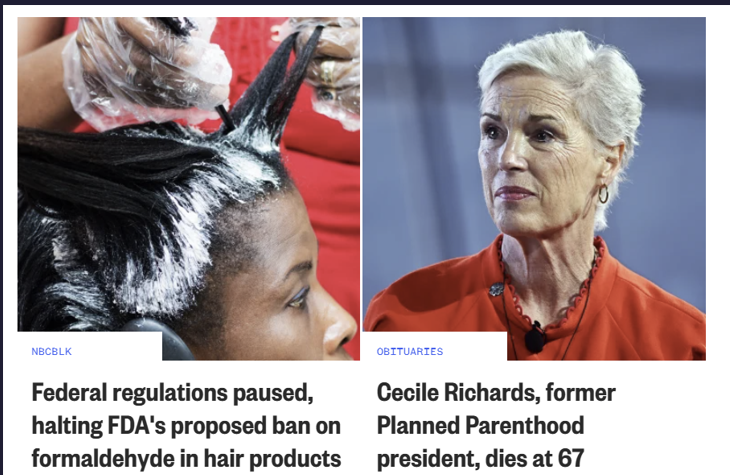 NBCBLK
Federal regulations paused,
halting FDA's proposed ban on
formaldehyde in hair products
OBITUARIES
Cecile Richards, former
Planned Parenthood
president, dies at 67